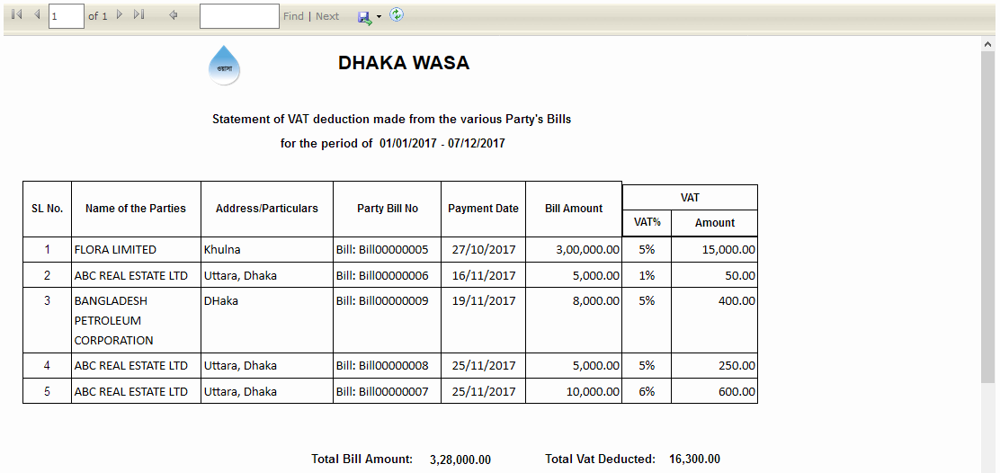 1 of 1 Find | Next
ওয়াসা
DHAKA WASA
Statement of VAT deduction made from the various Party's Bills
for the period of 01/01/2017 - 07/12/2017
SL No. Name of the Parties Address/Particulars Party Bill No Payment Date Bill Amount VAT
VAT% Amount
1 FLORA LIMITED Khulna Bill: Bill00000005 27/10/2017 3,00,000.00 5% 15,000.00
2 ABC REAL ESTATE LTD Uttara, Dhaka Bill: Bill00000006 16/11/2017 5,000.00 1% 50.00
3 BANGLADESH DHaka Bill: Bill00000009 19/11/2017 8,000.00 5% 400.00
PETROLEUM
CORPORATION
4 ABC REAL ESTATE LTD Uttara, Dhaka Bill: Bill00000008 25/11/2017 5,000.00 5% 250.00
5 ABC REAL ESTATE LTD Uttara, Dhaka Bill: Bill00000007 25/11/2017 10,000.00 6% 600.00
Total Bill Amount: 3,28,000.00 Total Vat Deducted: 16,300.00